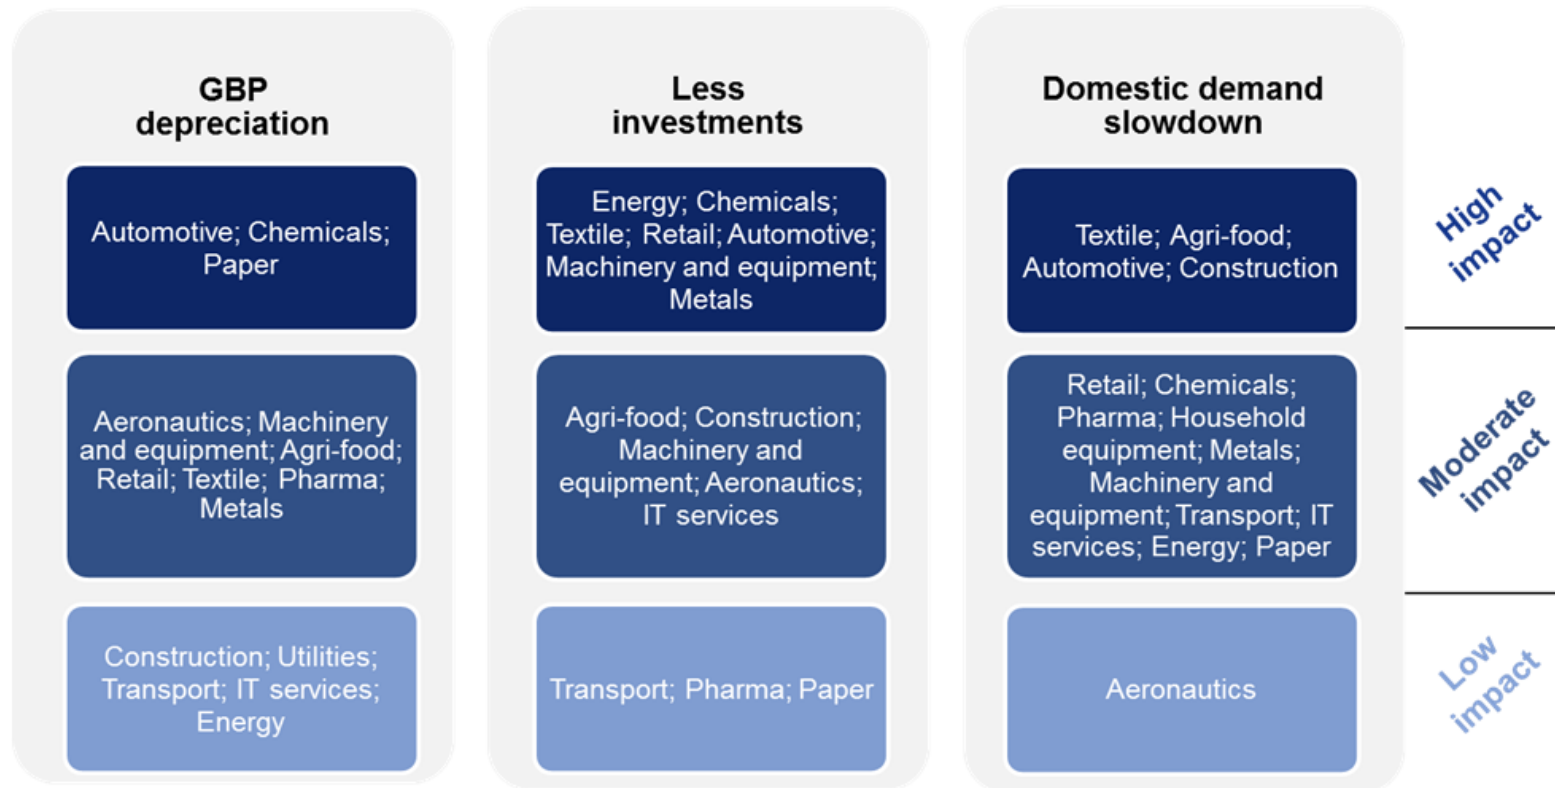 GBP
depreciation
Automotive; Chemicals;
Paper
Aeronautics; Machinery
and equipment; Agri-food;
Retail; Textile; Pharma;
Metals
Construction; Utilities;
Transport; IT services;
Energy
Less
investments
Energy; Chemicals;
Textile; Retail; Automotive;
Machinery and equipment;
Metals
Agri-food; Construction;
Machinery and
equipment; Aeronautics;
IT services
Transport; Pharma; Paper
Domestic demand
slowdown
Textile; Agri-food;
Automotive; Construction
Retail; Chemicals;
Pharma; Household
equipment; Metals;
Machinery and
equipment; Transport; IT
services; Energy; Paper
Aeronautics
High
impact
Moderate
impact
Low
impact